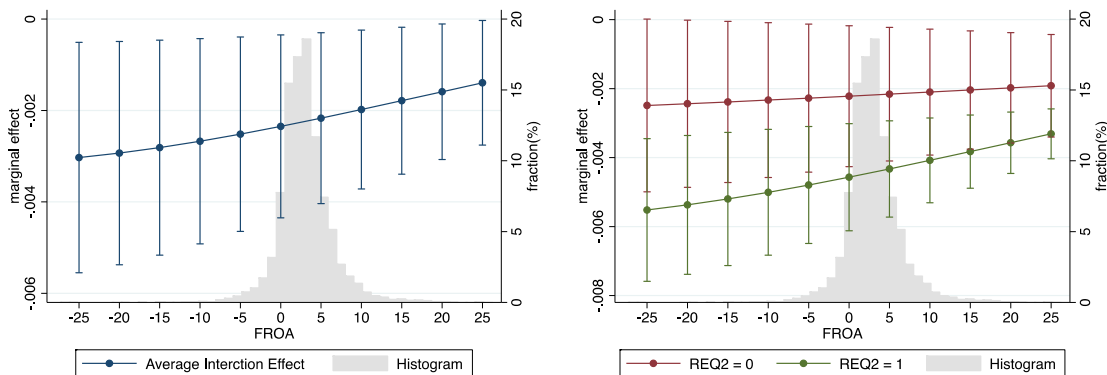 0
-.002
-.004
-.006
marginal effect
20
15
10
5
0
fraction(%)
-25 -20 -15 -10 -5 0 5 10 15 20 25
FROA
Average Interction Effect Histogram
0
-.002
-.004
-.006
-.008
marginal effect
20
15
10
5
0
fraction(%)
-25 -20 -15 -10 -5 0 5 10 15 20 25
FROA
REQ2 = 0 REQ2 = 1 Histogram